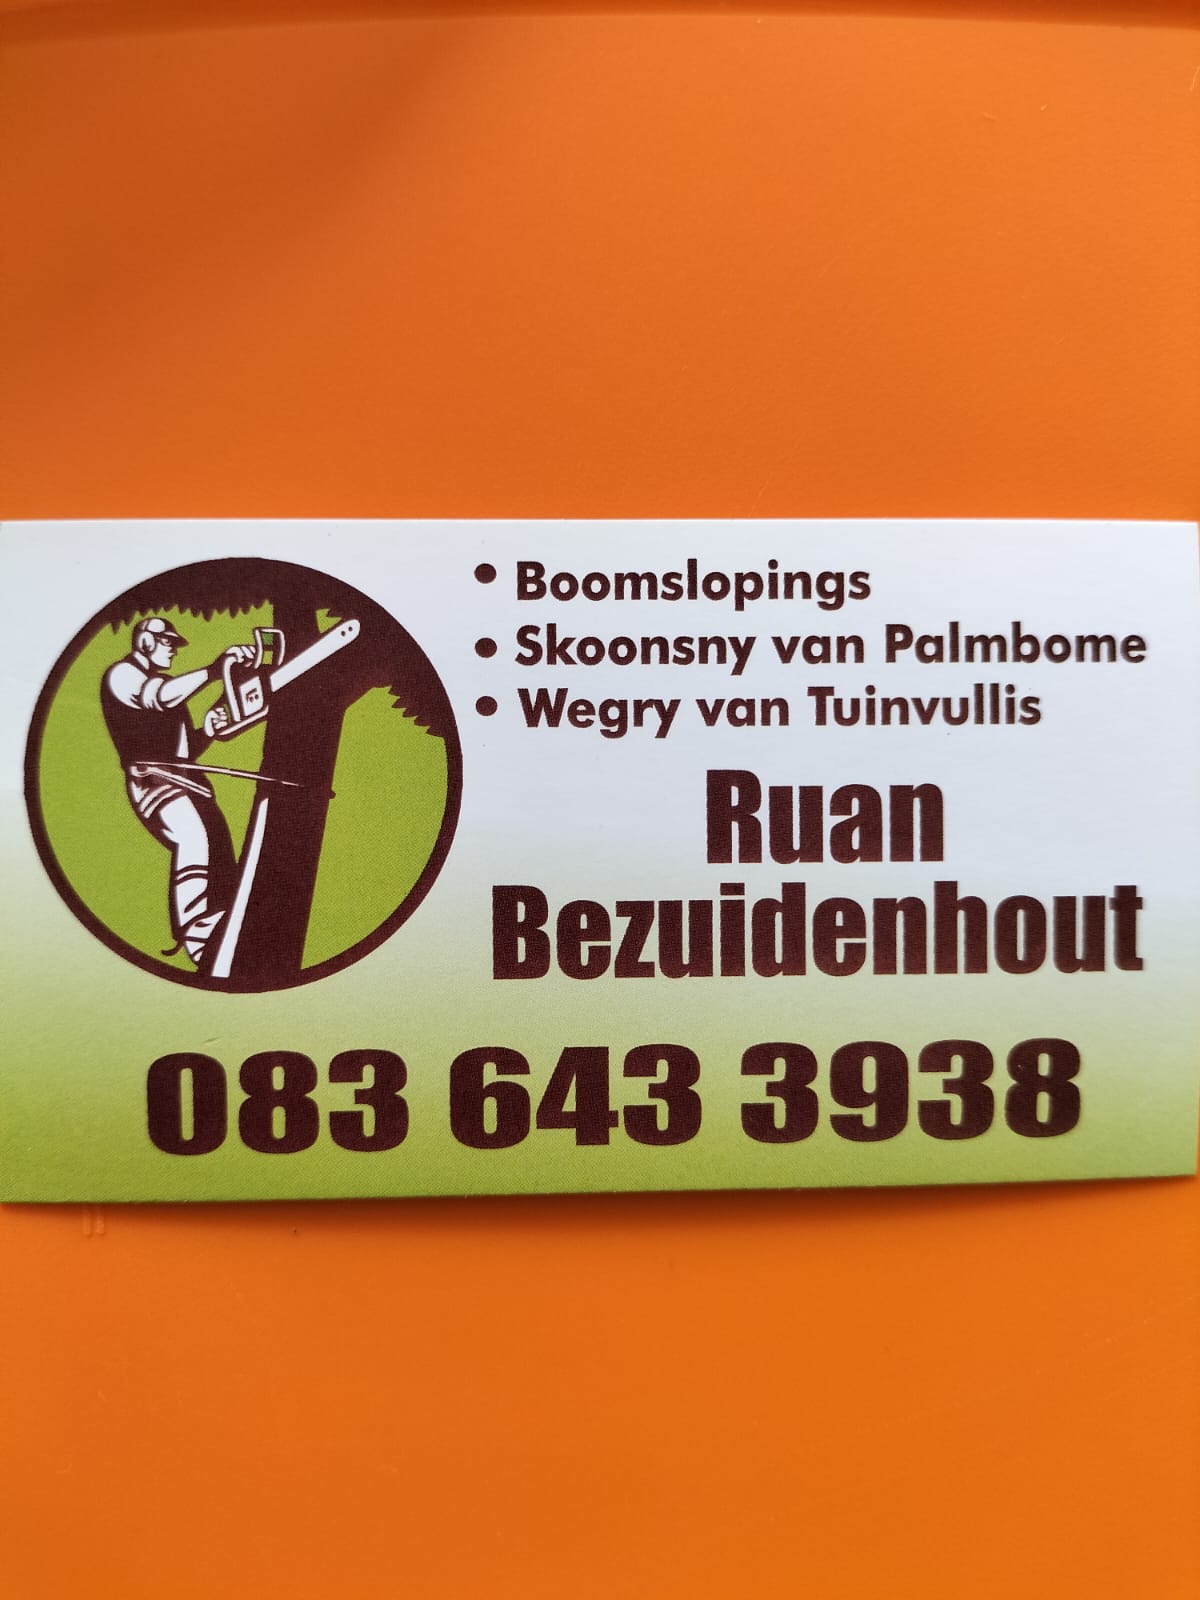 • Boomslopings
• Skoonsny van Palmbome
• Wegry van Tuinvullis
Ruan
Bezuidenhout
083 643 3938